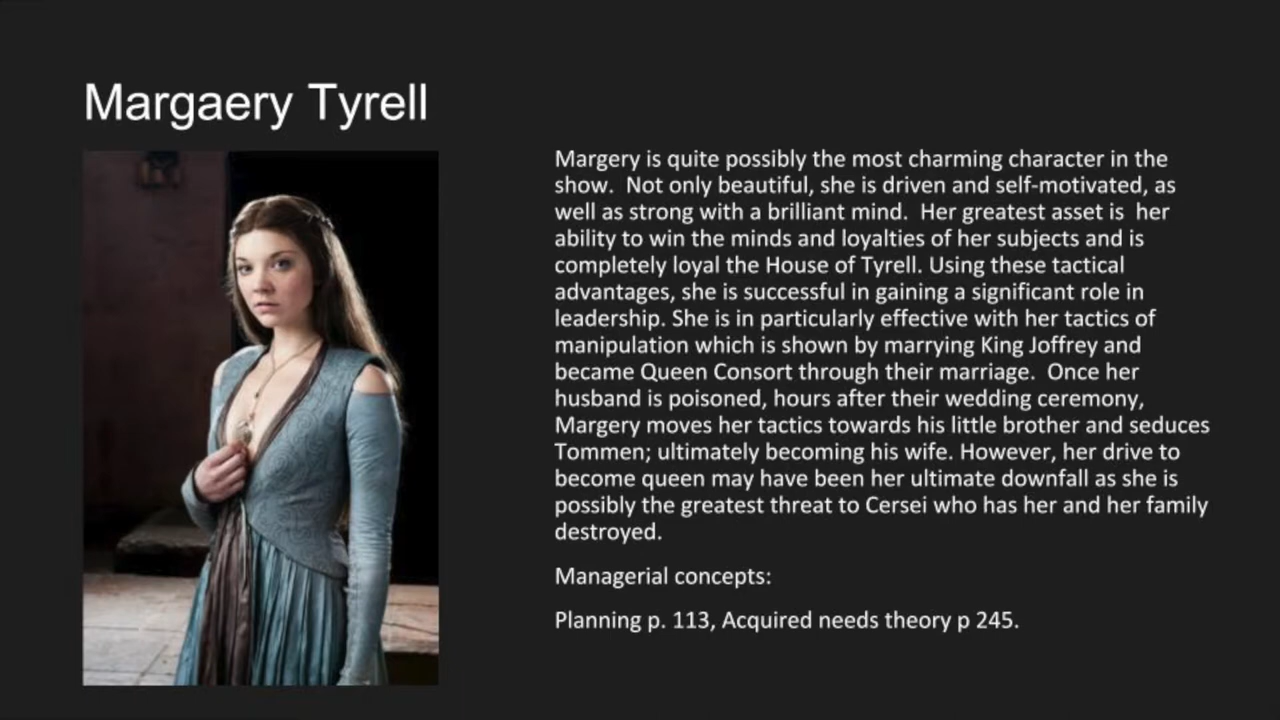 Margaery Tyrell
Margery is quite possibly the most charming character in the
show.  Not only beautiful, she is driven and self-motivated, as
well as strong with a brilliant mind.  Her greatest asset is  her
ability to win the minds and loyalties of her subjects and is
completely loyal the House of Tyrell. Using these tactical
advantages, she is successful in gaining a significant role in
leadership. She is in particularly effective with her tactics of
manipulation which is shown by marrying King Joffrey and
became Queen Consort through their marriage.  Once her
husband is poisoned, hours after their wedding ceremony,
Margery moves her tactics towards his little brother and seduces
Tommen; ultimately becoming his wife. However, her drive to
become queen may have been her ultimate downfall as she is
possibly the greatest threat to Cersei who has her and her family
destroyed.
Managerial concepts:
Planning p. 113, Acquired needs theory p 245.